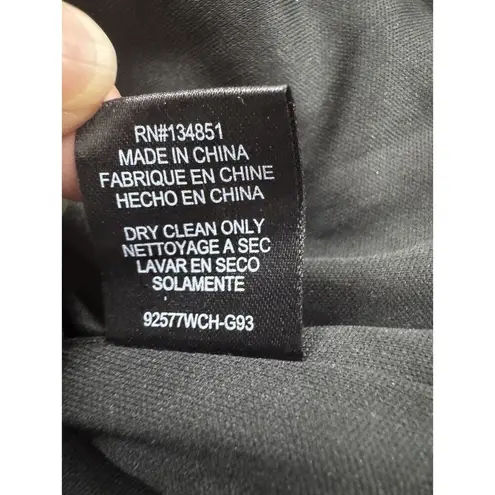 RN#134851
MADE IN CHINA
FABRIQUE EN CHINE
HECHO EN CHINA
DRY CLEAN ONLY
NETTOYAGE A SEC
LAVAR EN SECO
SOLAMENTE
92577WCH-G93